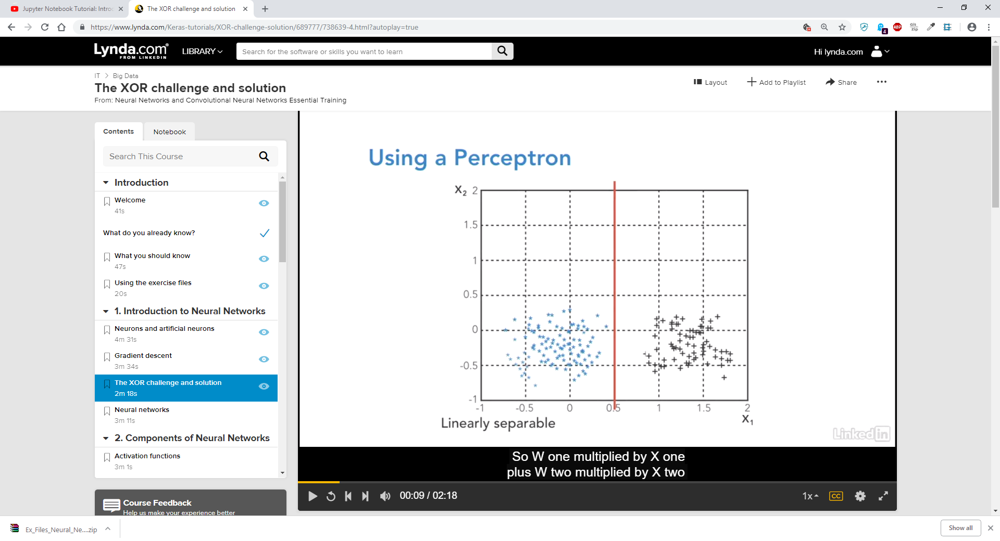 Jupyter Notebook Tutorial: Introd
The XOR challenge and solution
https://www.lynda.com/Keras-tutorials/XOR-challenge-solution/689777/738639-4.html?autoplay=true
4
ABP
Git
Zip
Lynda.com
FROM LINKEDIN
LIBRARY
Search for the software or skills you want to learn
Hi lynda.com
IT > Big Data
The XOR challenge and solution
From: Neural Networks and Convolutional Neural Networks Essential Training
Layout
Add to Playlist
Share
Contents
Notebook
Search This Course
Introduction
Welcome
41s
What do you already know?
What you should know
47s
Using the exercise files
20s
1. Introduction to Neural Networks
Neurons and artificial neurons
4m 31s
Gradient descent
3m 34s
The XOR challenge and solution
2m 18s
Neural networks
3m 11s
2. Components of Neural Networks
Activation functions
3m 1s
Course Feedback
Help us make your experience better
Using a Perceptron
X2 2
1.5
1
0.5
0
-0.5
-1
-1 -0.5 0 0.5 1 1.5 2
X1
Linearly separable
Linked in
So W one multiplied by X one
plus W two multiplied by X two
00:09 / 02:18
1x
CC
Ex_Files_Neural_Ne....zip
Show all